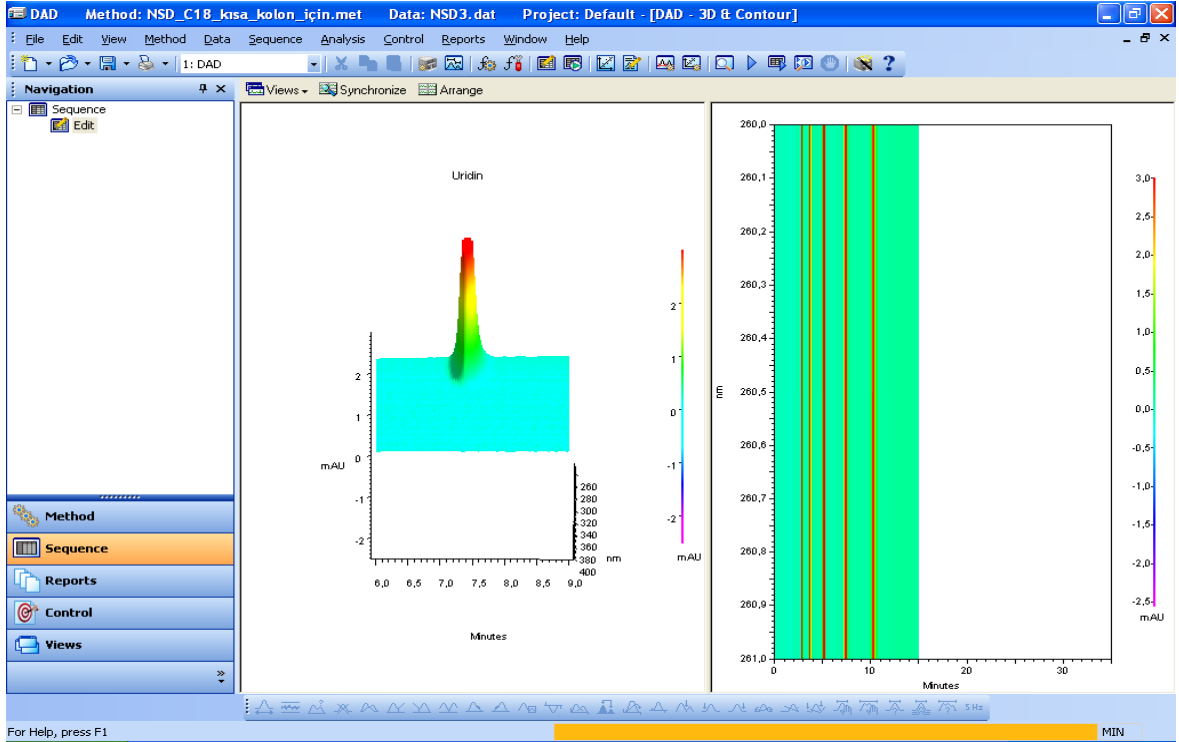 DAD Method: NSD_C18_kısa_kolon_için.met Data: NSD3.dat Project: Default - [DAD - 3D & Contour]
File Edit View Method Data Sequence Analysis Control Reports Window Help
1: DAD
Navigation
Views Synchronize Arrange
Sequence
Edit
Method
Sequence
Reports
Control
Views
Uridin
2
1
0
-1
-2
mAU
6,0 6,5 7,0 7,5 8,0 8,5 9,0
Minutes
260
280
300
320
340
360
380
400
nm
2
1
0
-1
-2
mAU
260,0
260,1
260,2
260,3
260,4
260,5
260,6
260,7
260,8
260,9
261,0
nm
0 10 20 30
Minutes
3,0
2,5
2,0
1,5
1,0
0,5
0,0
-0,5
-1,0
-1,5
-2,0
-2,5
mAU
5 Hz
For Help, press F1
MIN